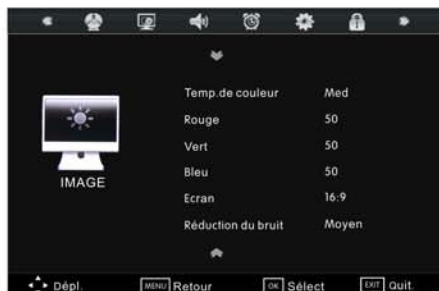 Temp.de couleur Med
Rouge 50
Vert 50
Bleu 50
IMAGE
Ecran 16:9
Réduction du bruit Moyen
Dépl. MENU Retour OK Sélect EXIT Quit.